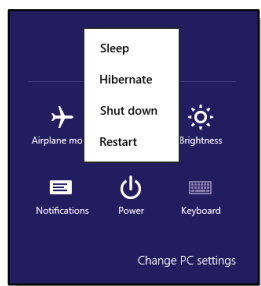 Sleep
Hibernate
Shut down
Restart
Airplane mo
Brightness
Notifications
Power
Keyboard
Change PC settings